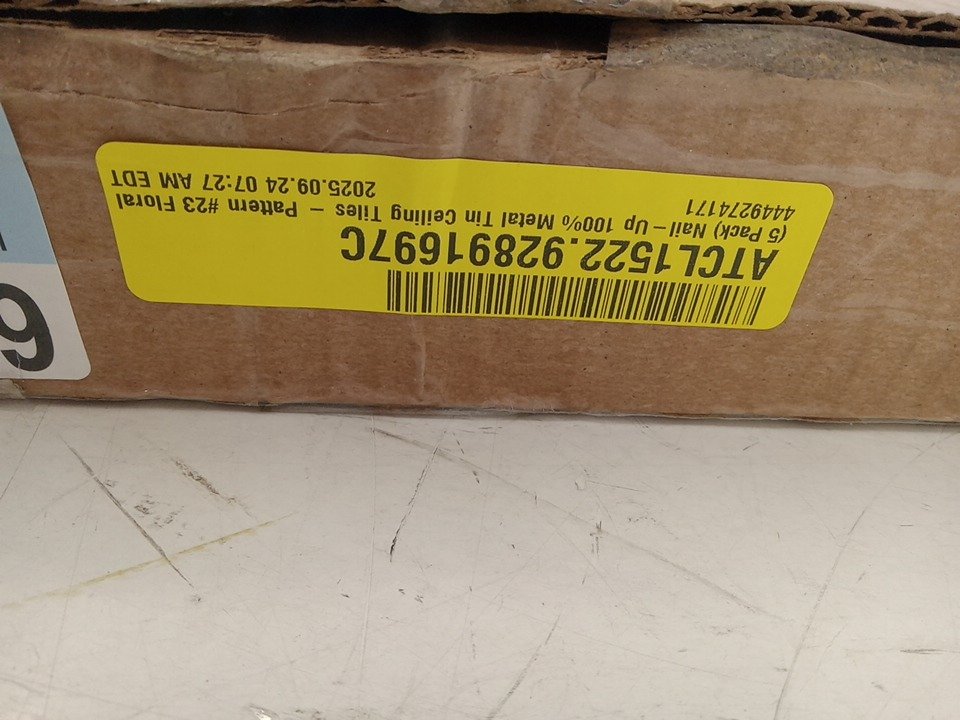 ATCL1522.92891697C
(5 Pack) Nail-Up 100% Metal Tin Ceiling Tiles - Pattern #23 Floral
4449274171 2025.09.24 07:27 AM EDT